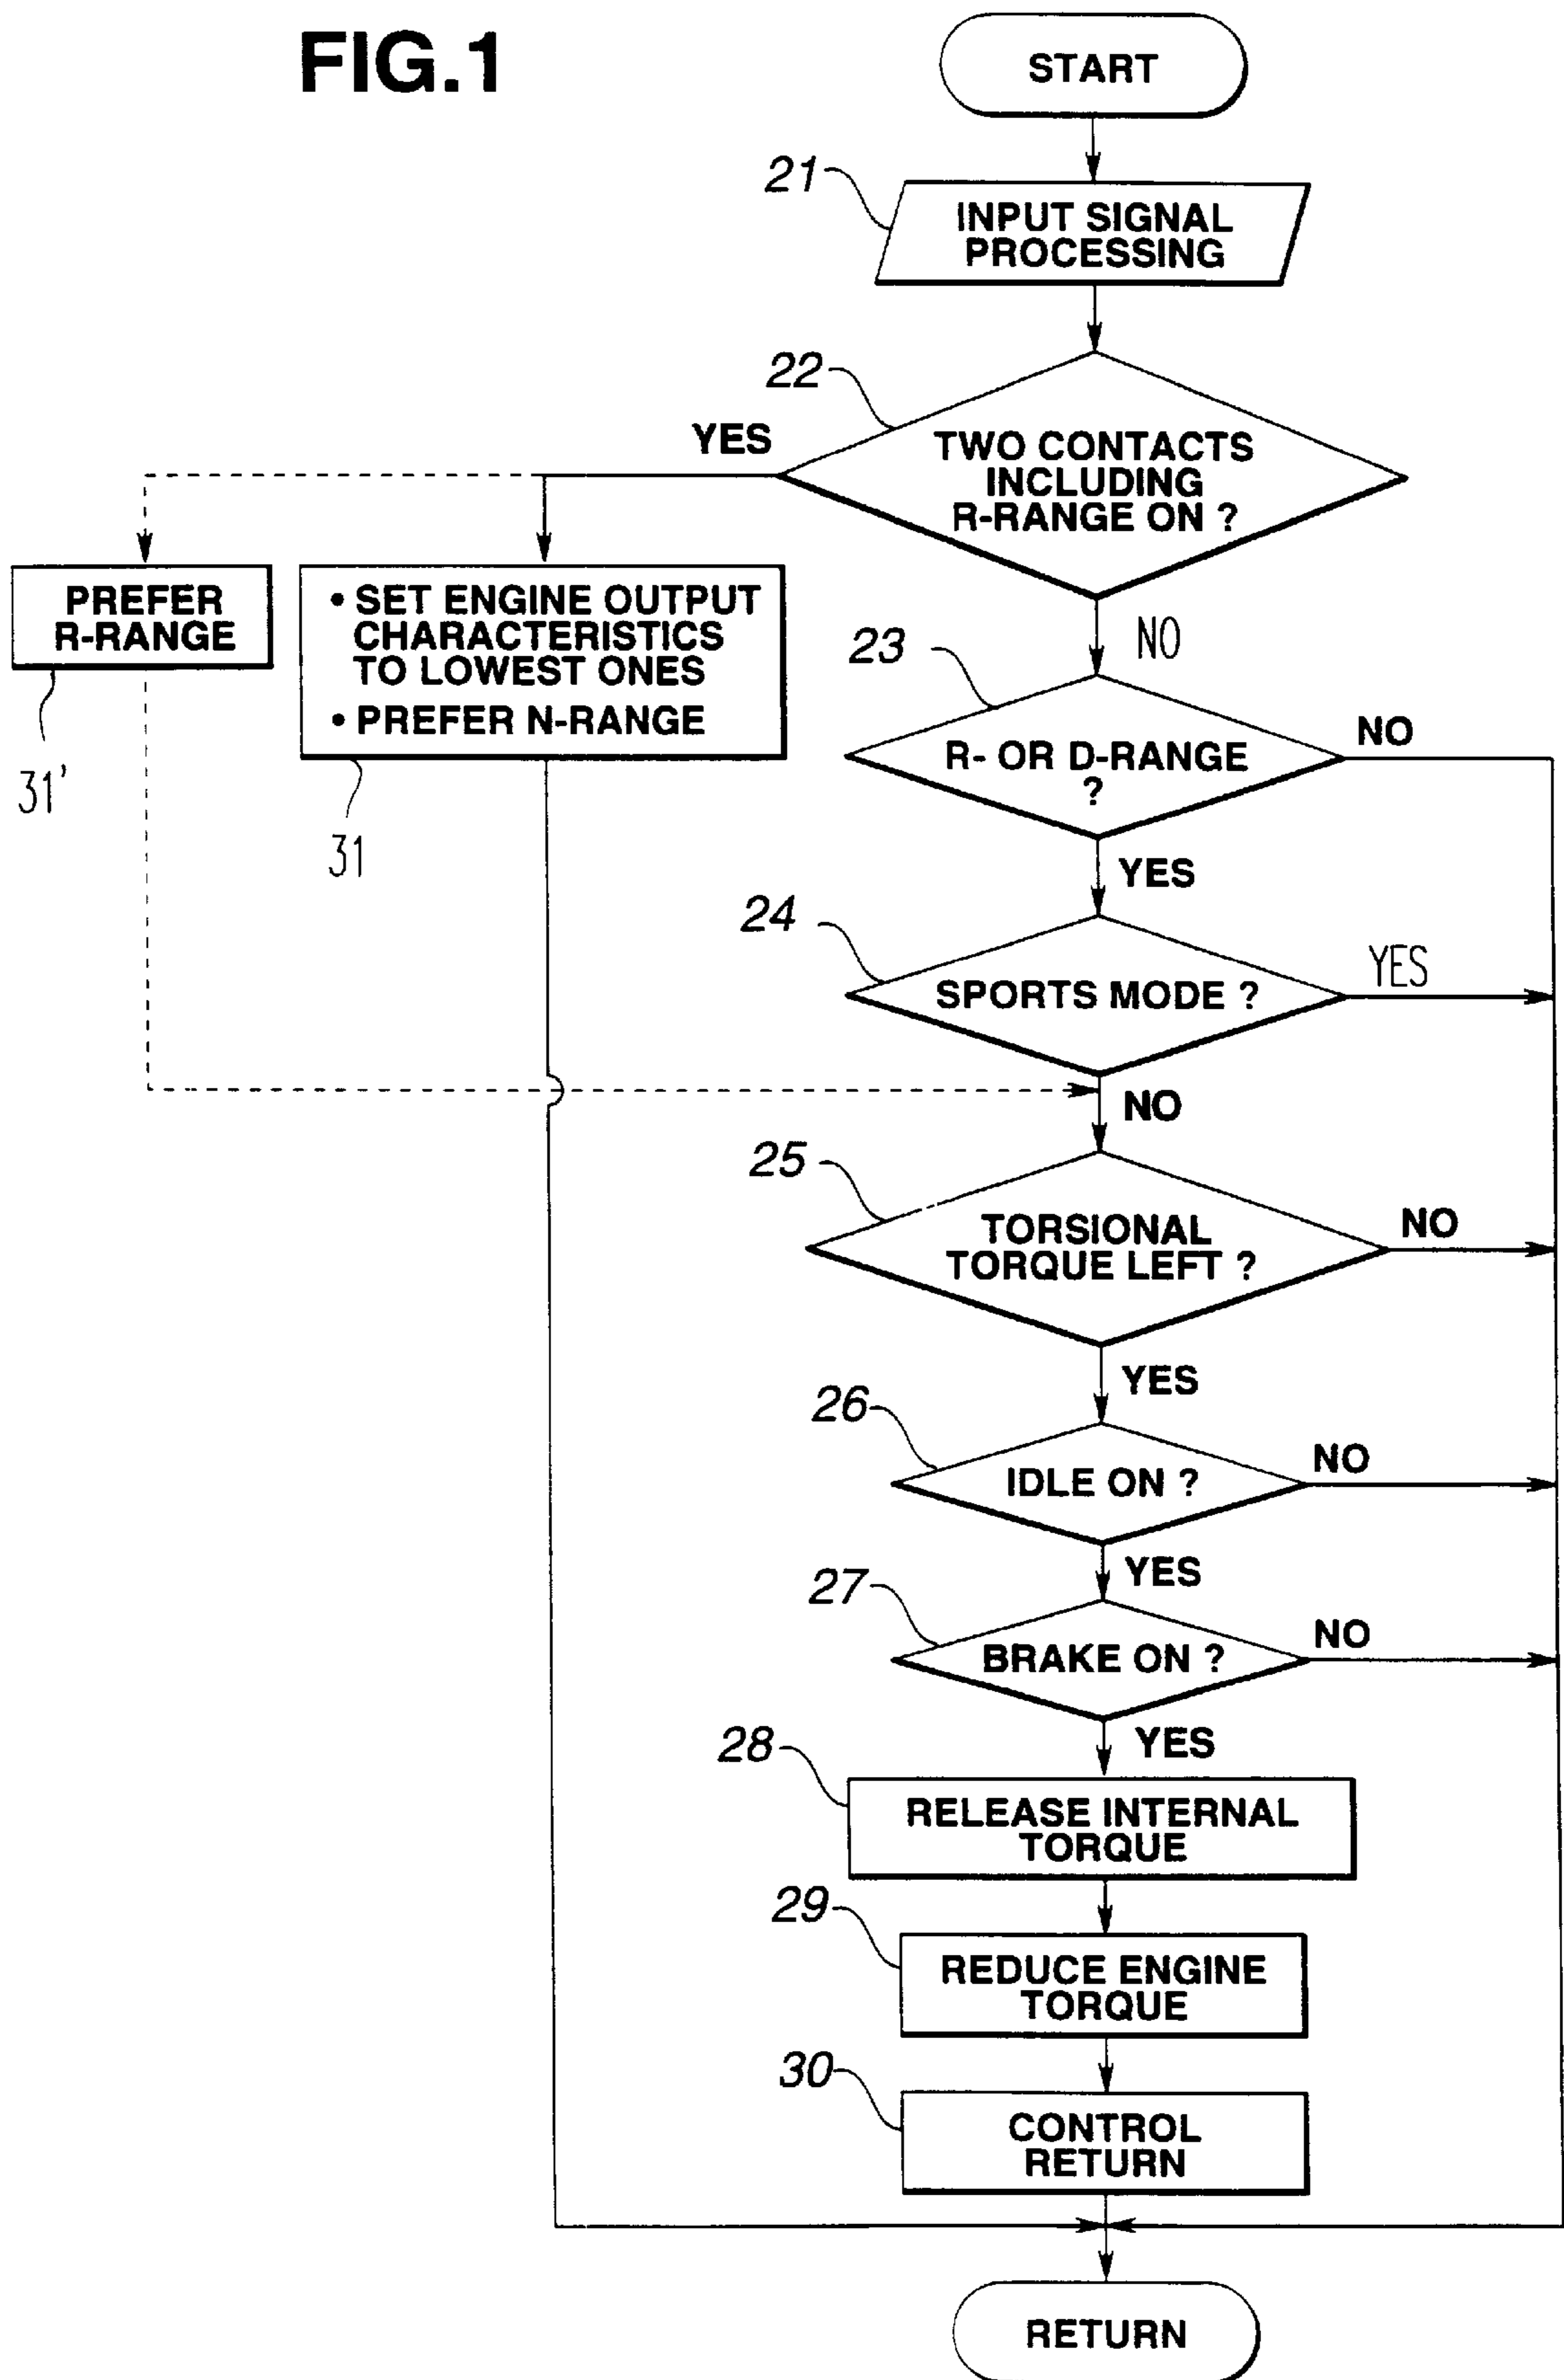 FIG.1
START
21
INPUT SIGNAL
PROCESSING
22
YES
TWO CONTACTS
INCLUDING
R-RANGE ON ?
NO
PREFER
R-RANGE
31'
• SET ENGINE OUTPUT
CHARACTERISTICS
TO LOWEST ONES
• PREFER N-RANGE
31
23
R- OR D-RANGE
?
NO
YES
24
SPORTS MODE ?
YES
NO
25
TORSIONAL
TORQUE LEFT ?
NO
YES
26
IDLE ON ?
NO
YES
27
BRAKE ON ?
NO
YES
28
RELEASE INTERNAL
TORQUE
29
REDUCE ENGINE
TORQUE
30
CONTROL
RETURN
RETURN